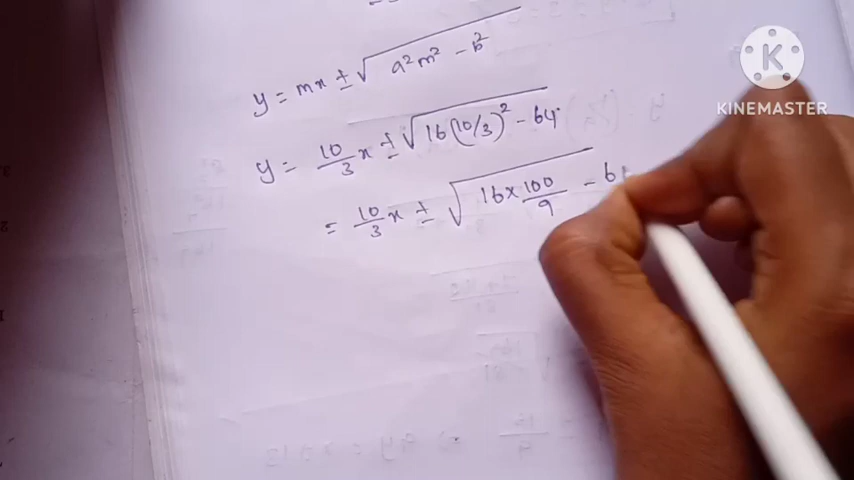 y = mx ± √a²m² - b²
y = 10/3 x ± √16(10/3)² - 64
= 10/3 x ± √16 × 100/9 - 6
K
KINEMASTER